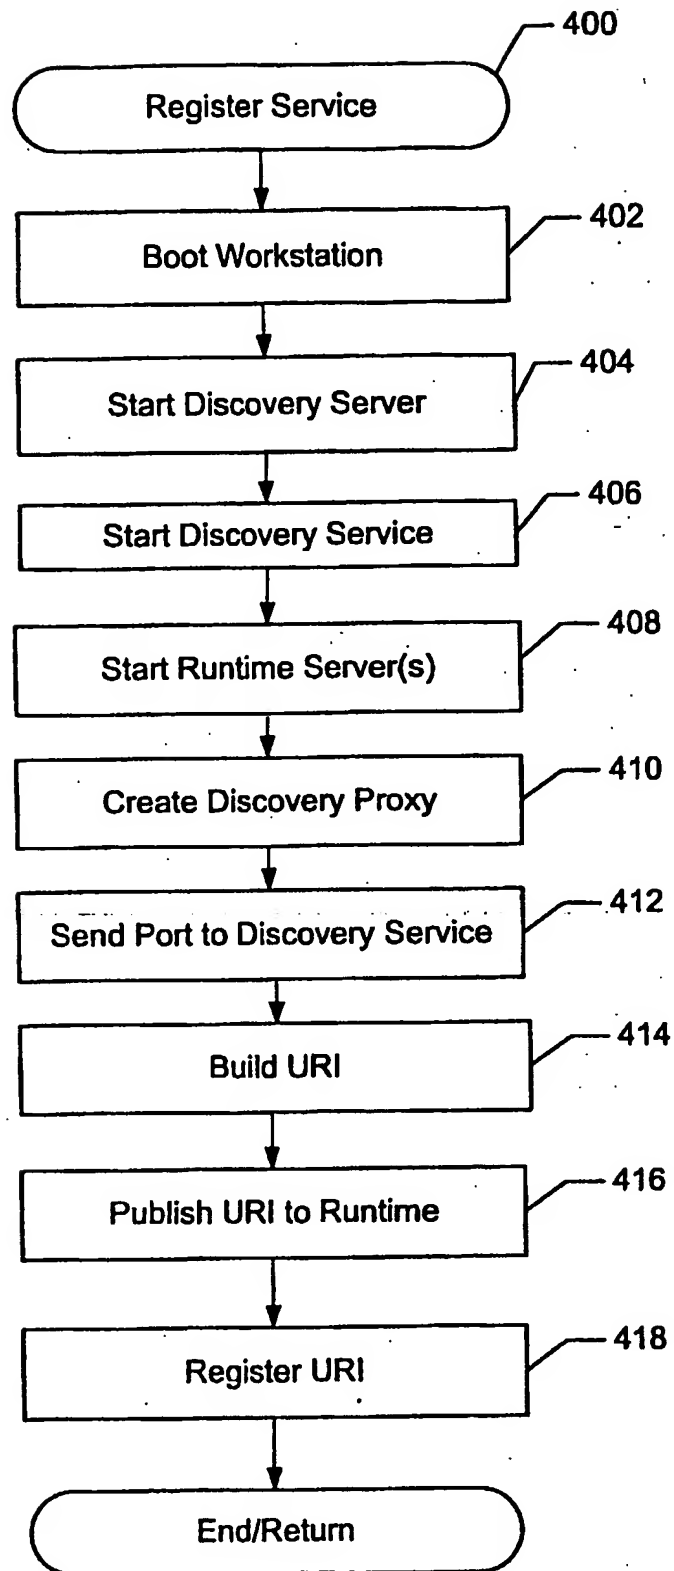 400
Register Service
402
Boot Workstation
404
Start Discovery Server
406
Start Discovery Service
408
Start Runtime Server(s)
410
Create Discovery Proxy
412
Send Port to Discovery Service
414
Build URI
416
Publish URI to Runtime
418
Register URI
End/Return